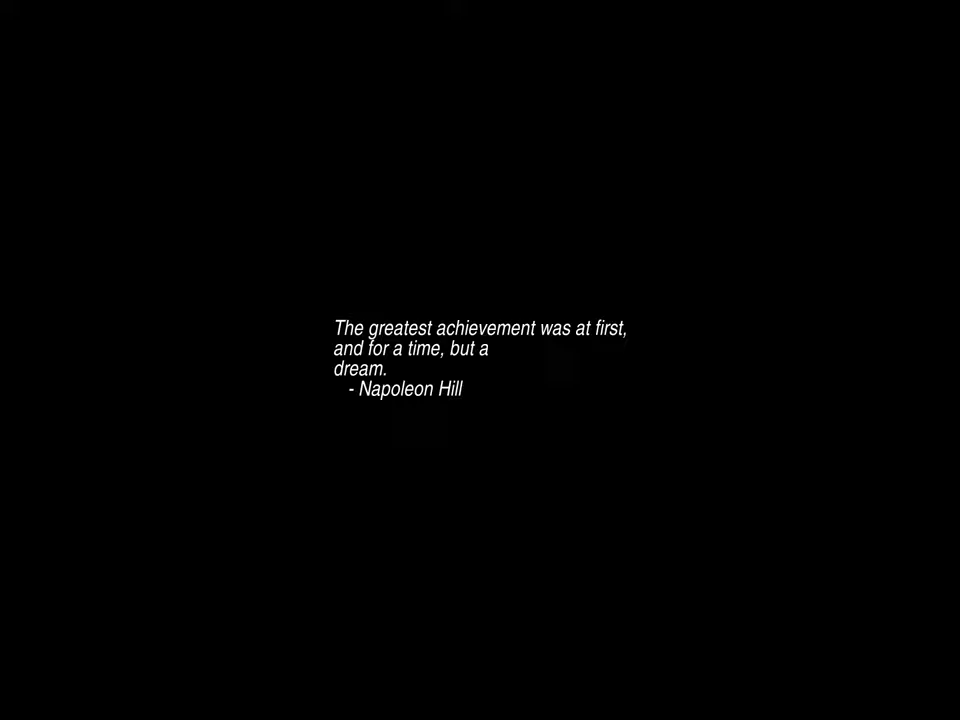 The greatest achievement was at first,
and for a time, but a
dream.
- Napoleon Hill